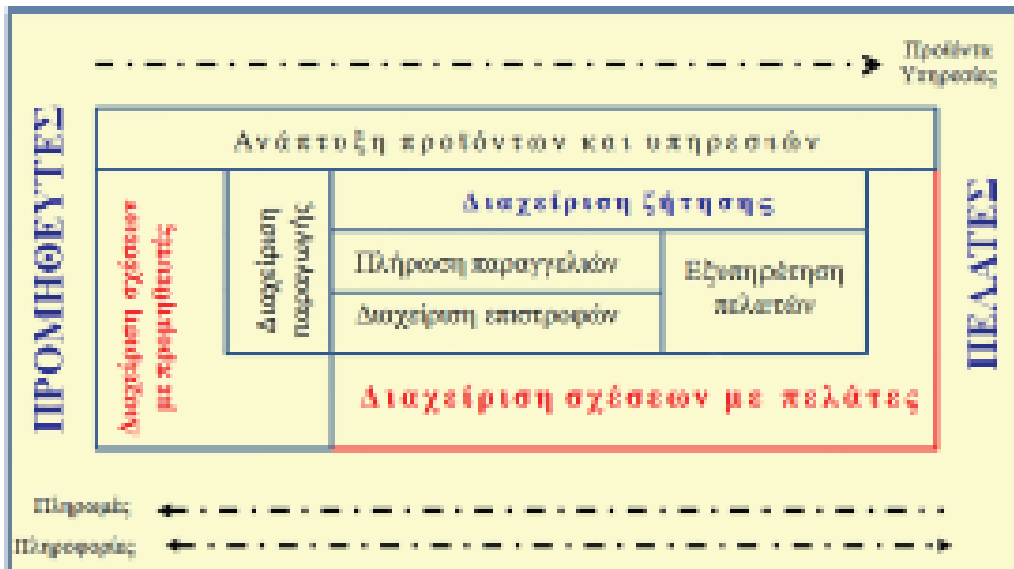 Προϊόντα
Υπηρεσίες
ΠΡΟΜΗΘΕΥΤΕΣ
Ανάπτυξη προϊόντων και υπηρεσιών
Διαχείριση σχέσεων
με προμηθευτές
Διαχείριση
παραγωγής
Διαχείριση ζήτησης
Πλήρωση παραγγελιών
Διαχείριση επιστροφών
Εξυπηρέτηση
πελατών
Διαχείριση σχέσεων με πελάτες
ΠΕΛΑΤΕΣ
Πληρωμές
Πληροφορίες